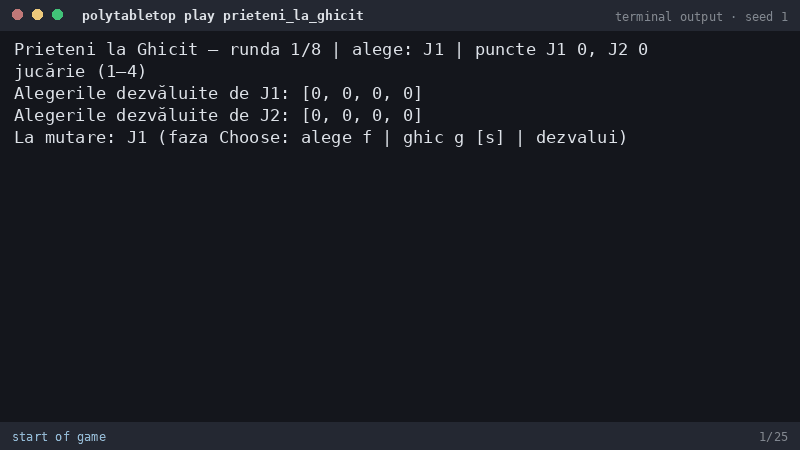 polytabletop play prieteni_la_ghicit
terminal output · seed 1
Prieteni la Ghicit — runda 1/8 | alege: J1 | puncte J1 0, J2 0
jucărie (1–4)
Alegerile dezvăluite de J1: [0, 0, 0, 0]
Alegerile dezvăluite de J2: [0, 0, 0, 0]
La mutare: J1 (faza Choose: alege f | ghic g [s] | dezvalui)
start of game
1/25